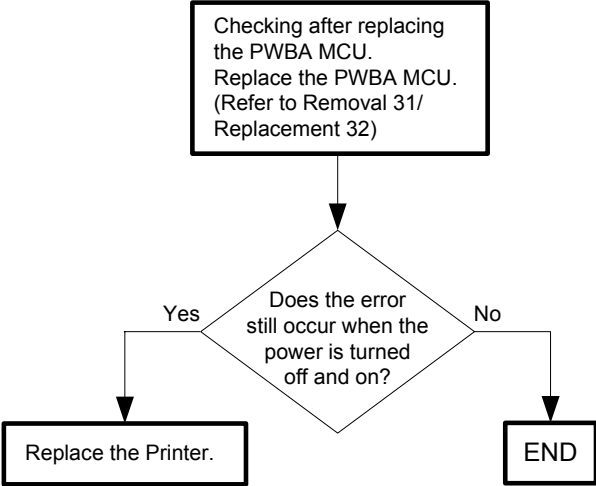 Checking after replacing
the PWBA MCU.
Replace the PWBA MCU.
(Refer to Removal 31/
Replacement 32)
Does the error
still occur when the
power is turned
off and on?
Yes
No
Replace the Printer.
END